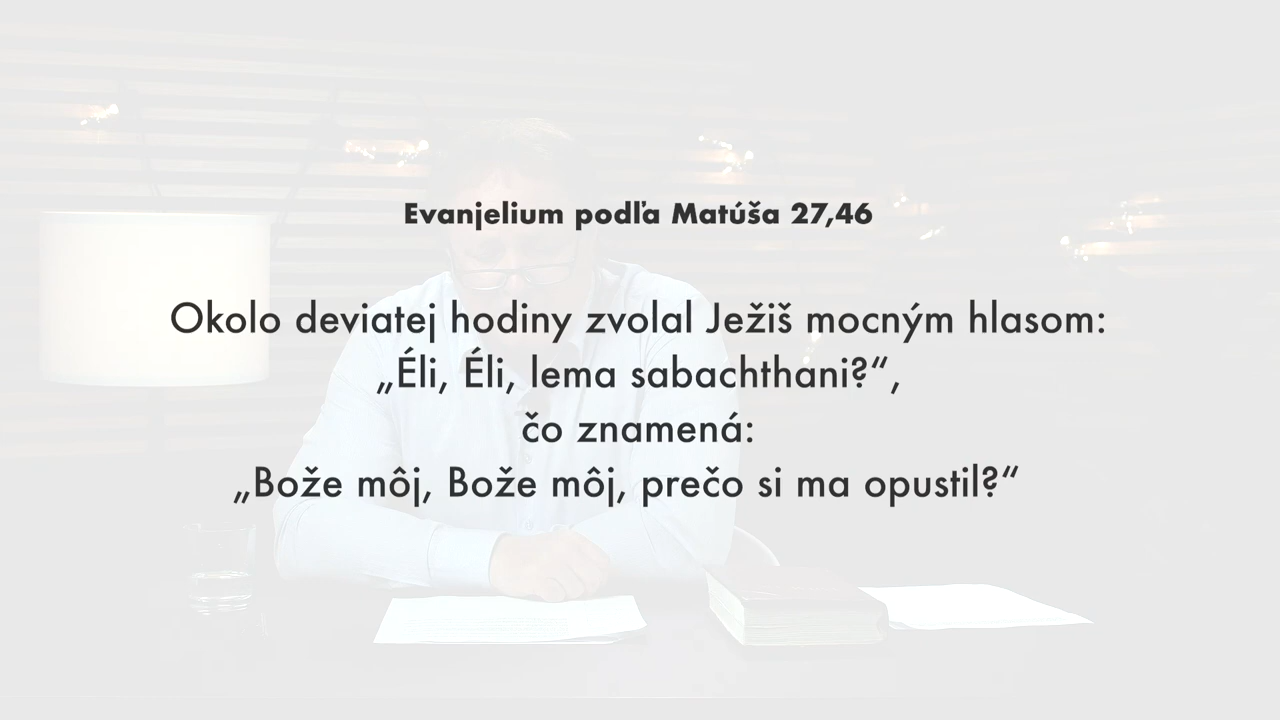 Evanjelium podľa Matúša 27,46
Okolo deviatej hodiny zvolal Ježiš mocným hlasom:
„Éli, Éli, lema sabachthani?“,
čo znamená:
„Bože môj, Bože môj, prečo si ma opustil?“